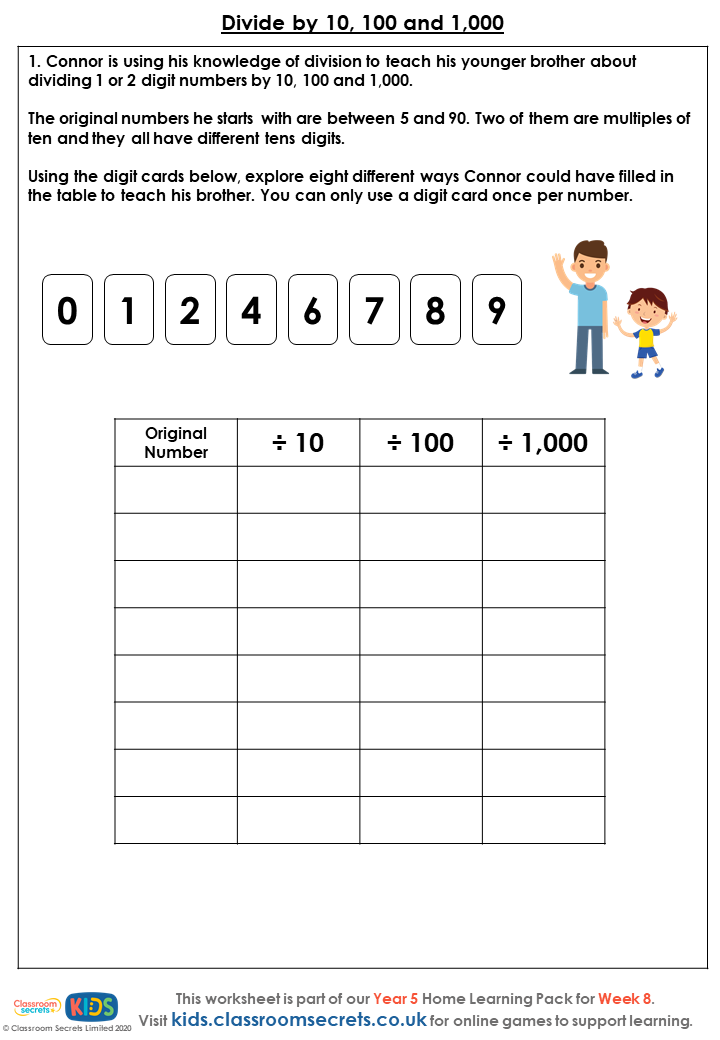 Divide by 10, 100 and 1,000
1. Connor is using his knowledge of division to teach his younger brother about
dividing 1 or 2 digit numbers by 10, 100 and 1,000.
The original numbers he starts with are between 5 and 90. Two of them are multiples of
ten and they all have different tens digits.
Using the digit cards below, explore eight different ways Connor could have filled in
the table to teach his brother. You can only use a digit card once per number.
0 1 2 4 6 7 8 9
Original
Number
÷ 10 ÷ 100 ÷ 1,000
Classroom
Secrets
KIDS
© Classroom Secrets Limited 2020
This worksheet is part of our Year 5 Home Learning Pack for Week 8.
Visit kids.classroomsecrets.co.uk for online games to support learning.